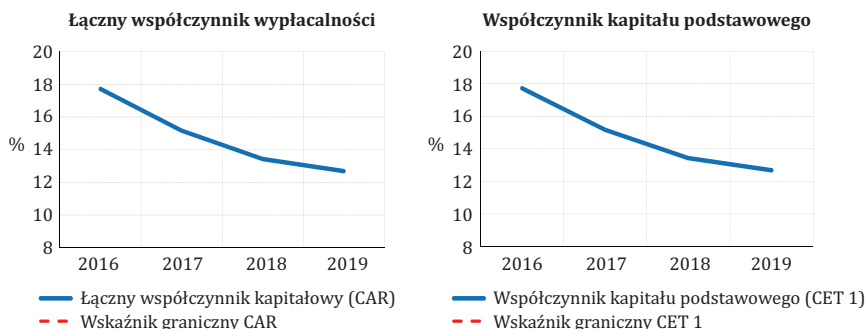 Łączny współczynnik wypłacalności
20
18
16
%
14
12
10
8
2016 2017 2018 2019
Łączny współczynnik kapitałowy (CAR)
Wskaźnik graniczny CAR
Współczynnik kapitału podstawowego
20
18
16
%
14
12
10
8
2016 2017 2018 2019
Współczynnik kapitału podstawowego (CET 1)
Wskaźnik graniczny CET 1